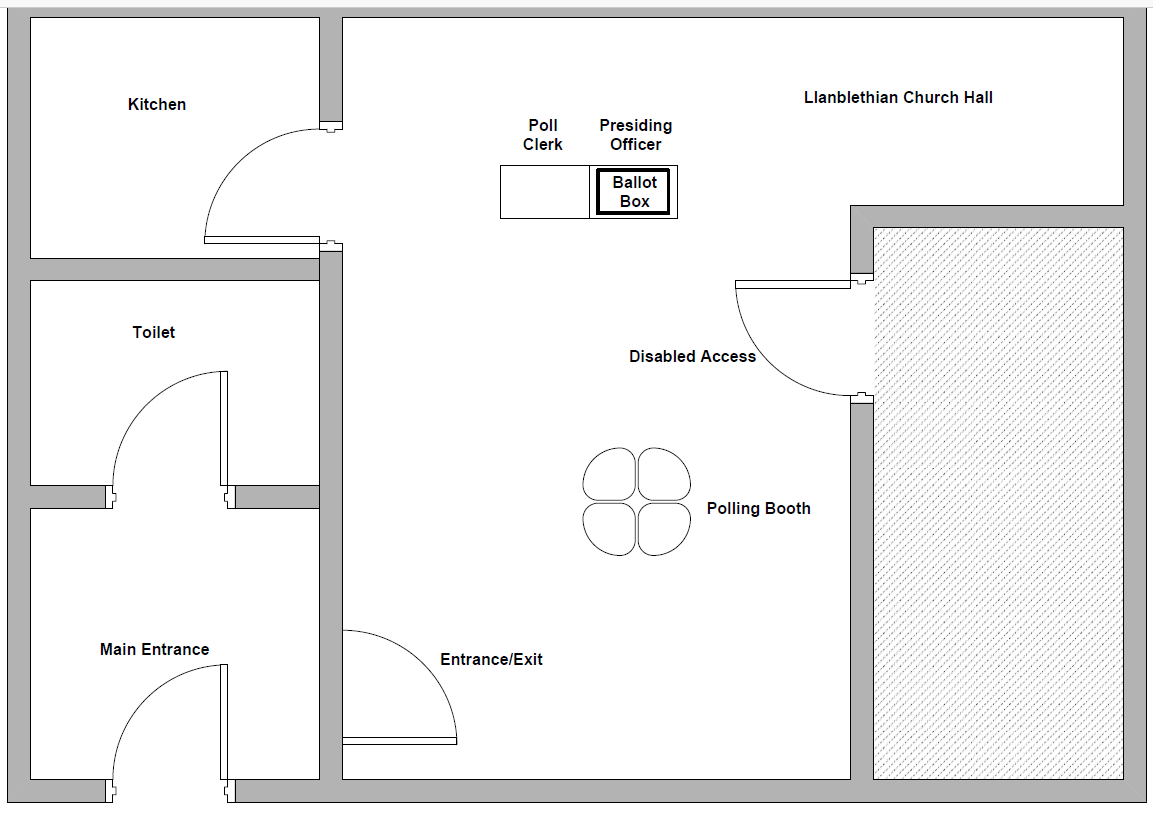 Kitchen
Llanblethian Church Hall
Poll
Clerk
Presiding
Officer
Ballot
Box
Toilet
Disabled Access
Polling Booth
Main Entrance
Entrance/Exit